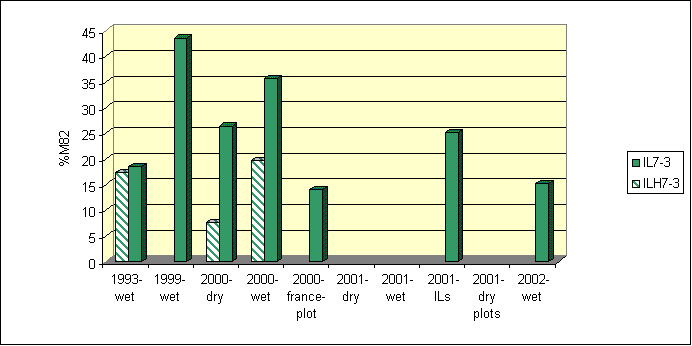 45
40
35
30
25
20
15
10
5
0
%M82
1993-
wet
1999-
wet
2000-
dry
2000-
wet
2000-
france-
plot
2001-
dry
2001-
wet
2001-
ILs
2001-
dry
plots
2002-
wet
IL7-3
ILH7-3